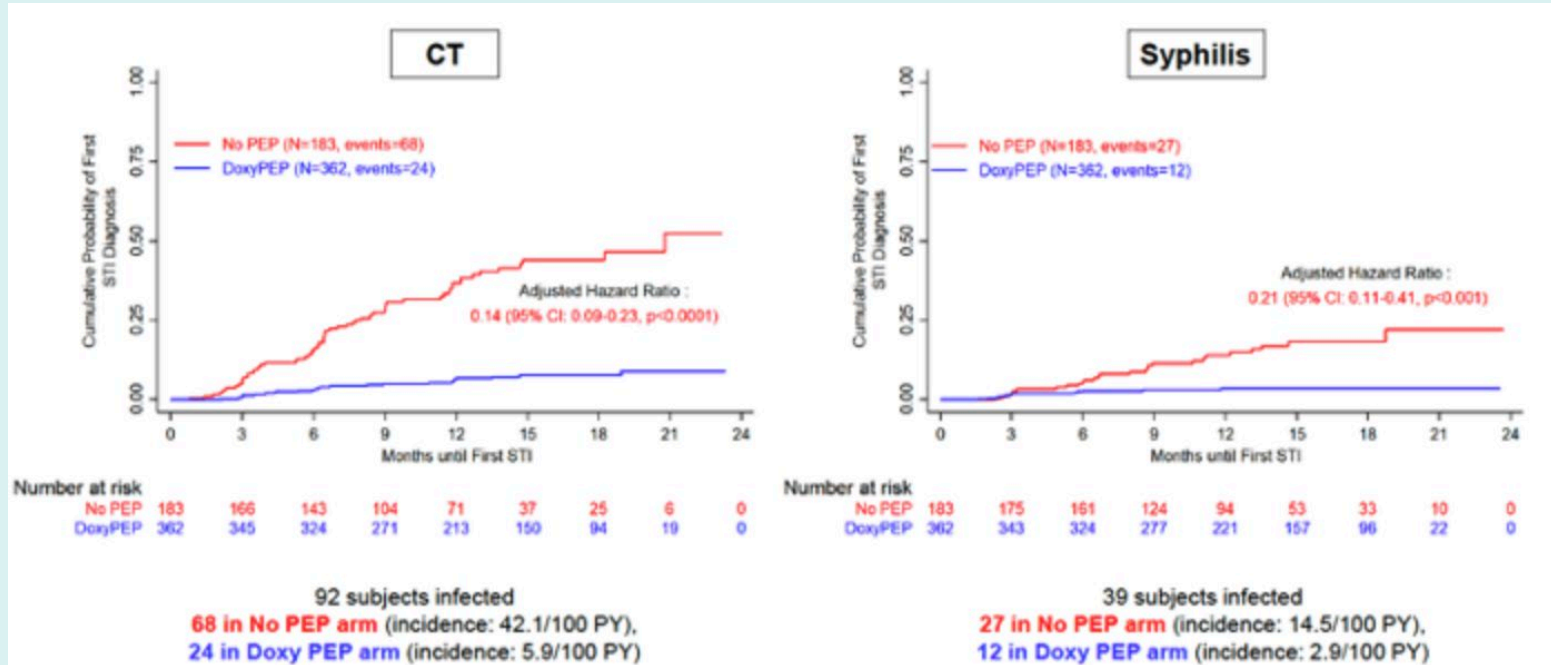 CT
1.00
0.75
0.50
0.25
0.00
Cumulative Probability of First
STI Diagnosis
No PEP (N=183, events=68)
DoxyPEP (N=362, events=24)
Adjusted Hazard Ratio :
0.14 (95% CI: 0.09-0.23, p<0.0001)
0 3 6 9 12 15 18 21 24
Months until First STI
Number at risk
No PEP 183 166 143 104 71 37 25 6 0
DoxyPEP 362 345 324 271 213 150 94 19 0
92 subjects infected
68 in No PEP arm (incidence: 42.1/100 PY),
24 in Doxy PEP arm (incidence: 5.9/100 PY)
Syphilis
1.00
0.75
0.50
0.25
0.00
Cumulative Probability of First
STI Diagnosis
No PEP (N=183, events=27)
DoxyPEP (N=362, events=12)
Adjusted Hazard Ratio :
0.21 (95% CI: 0.11-0.41, p<0.001)
0 3 6 9 12 15 18 21 24
Months until First STI
Number at risk
No PEP 183 175 161 124 94 53 33 10 0
DoxyPEP 362 343 324 277 221 157 96 22 0
39 subjects infected
27 in No PEP arm (incidence: 14.5/100 PY),
12 in Doxy PEP arm (incidence: 2.9/100 PY)